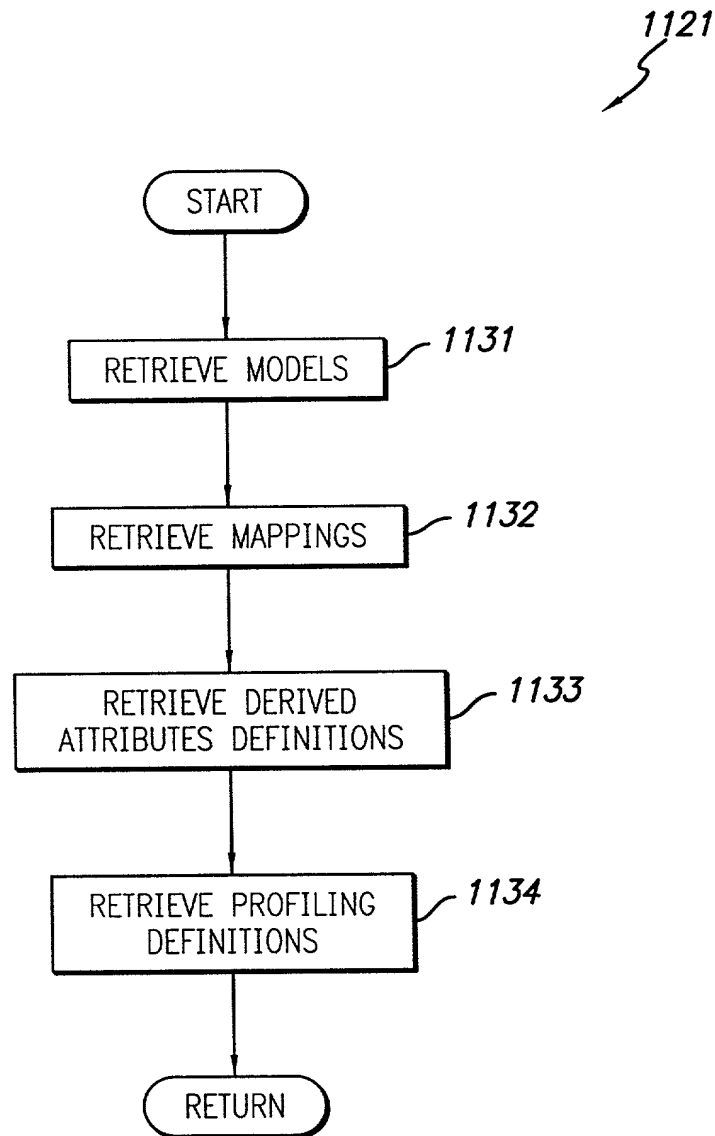 1121
START
RETRIEVE MODELS
1131
RETRIEVE MAPPINGS
1132
RETRIEVE DERIVED
ATTRIBUTES DEFINITIONS
1133
RETRIEVE PROFILING
DEFINITIONS
1134
RETURN